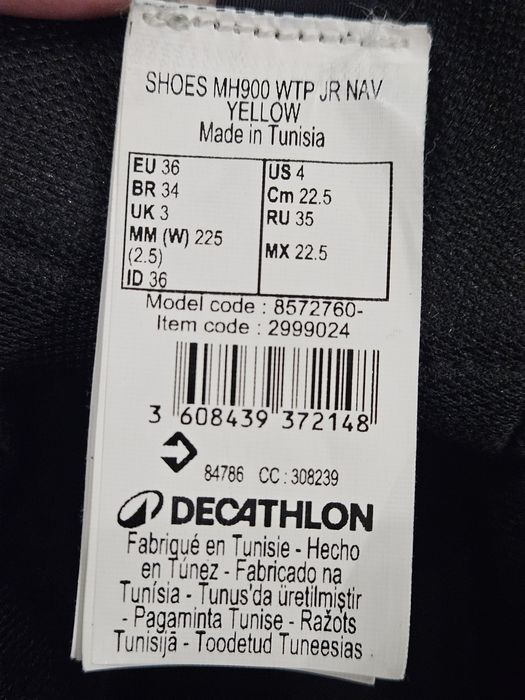 SHOES MH900 WTP JR NAV
YELLOW
Made in Tunisia
EU 36
BR 34
UK 3
MM (W) 225
(2.5)
ID 36
US 4
Cm 22.5
RU 35
MX 22.5
Model code : 8572760-
Item code : 2999024
3 608439 372148
84786 CC : 308239
DECATHLON
Fabriqué en Tunisie - Hecho
en Túnez - Fabricado na
Tunísia - Tunus'da üretilmiştir
- Pagaminta Tunise - Ražots
Tunisijā - Toodetud Tuneesias